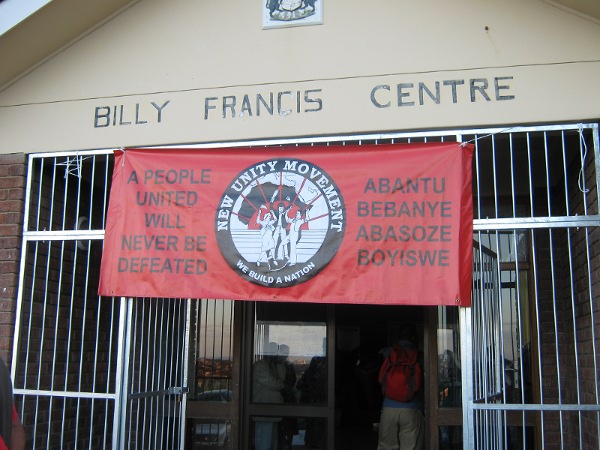 BILLY FRANCIS CENTRE
A PEOPLE
UNITED
WILL
NEVER BE
DEFEATED
NEW UNITY MOVEMENT
WE BUILD A NATION
ABANTU
BEBANYE
ABASOZE
BOYISWE